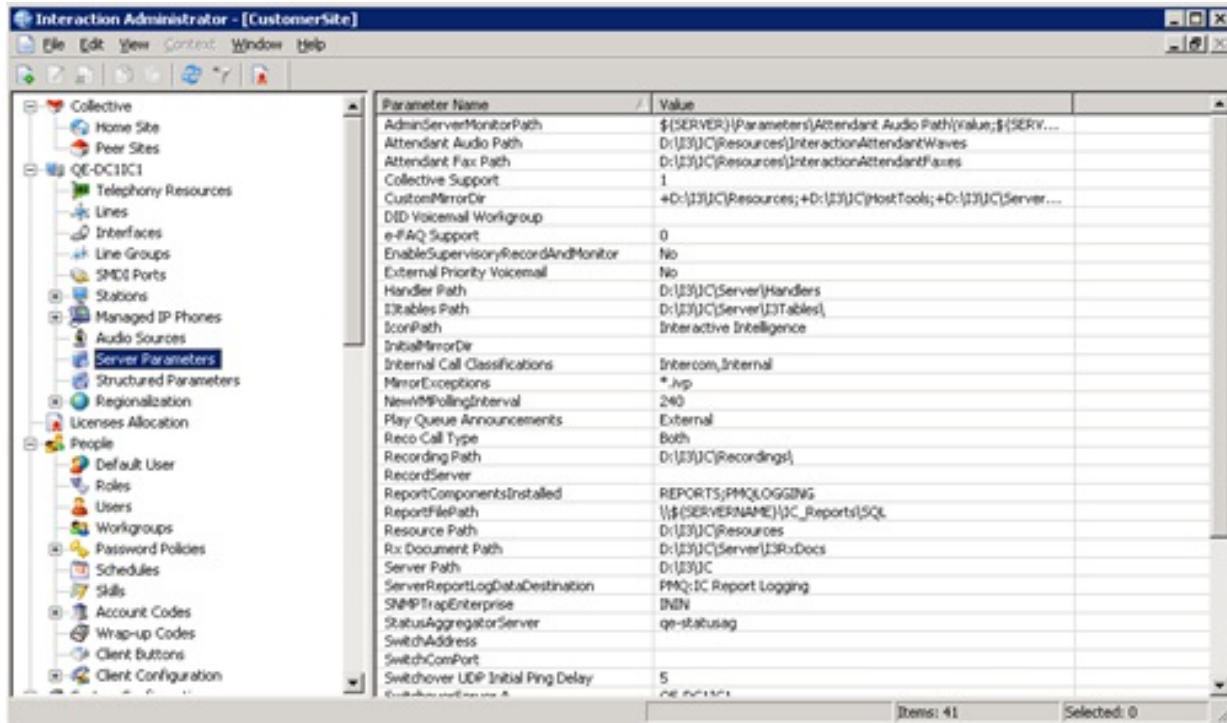 Interaction Administrator - [CustomerSite]
File Edit View Context Window Help
Collective
Home Site
Peer Sites
QE-DC1IC1
Telephony Resources
Lines
Interfaces
Line Groups
SMDI Ports
Stations
Managed IP Phones
Audio Sources
Server Parameters
Structured Parameters
Regionalization
Licenses Allocation
People
Default User
Roles
Users
Workgroups
Password Policies
Schedules
Skills
Account Codes
Wrap-up Codes
Client Buttons
Client Configuration
Parameter Name Value
AdminServerMonitorPath ${SERVER}\Parameters\Attendant Audio Path\Value;${SERV...
Attendant Audio Path D:\I3\IC\Resources\InteractionAttendantWaves
Attendant Fax Path D:\I3\IC\Resources\InteractionAttendantFaxes
Collective Support 1
CustomMirrorDir +D:\I3\IC\Resources;+D:\I3\IC\HostTools;+D:\I3\IC\Server....
DID Voicemail Workgroup
e-FAQ Support 0
EnableSupervisoryRecordAndMonitor No
External Priority Voicemail No
Handler Path D:\I3\IC\Server\Handlers
I3tables Path D:\I3\IC\Server\I3Tables\
IconPath Interactive Intelligence
InitialMirrorDir
Internal Call Classifications Intercom,Internal
MirrorExceptions *.ivp
NewVMPollingInterval 240
Play Queue Announcements External
Reco Call Type Both
Recording Path D:\I3\IC\Recordings\
RecordServer
ReportComponentsInstalled REPORTS;PMQLOGGING
ReportFilePath \\${SERVERNAME}\IC_Reports\SQL
Resource Path D:\I3\IC\Resources
Rx Document Path D:\I3\IC\Server\I3RxDocs
Server Path D:\I3\IC
ServerReportLogDataDestination PMQ:IC Report Logging
SNMPTrapEnterprise ININ
StatusAggregatorServer qe-statusag
SwitchAddress
SwitchComPort
Switchover UDP Initial Ping Delay 5
SwitchoverServer A QE-DC1IC1
Items: 41 Selected: 0